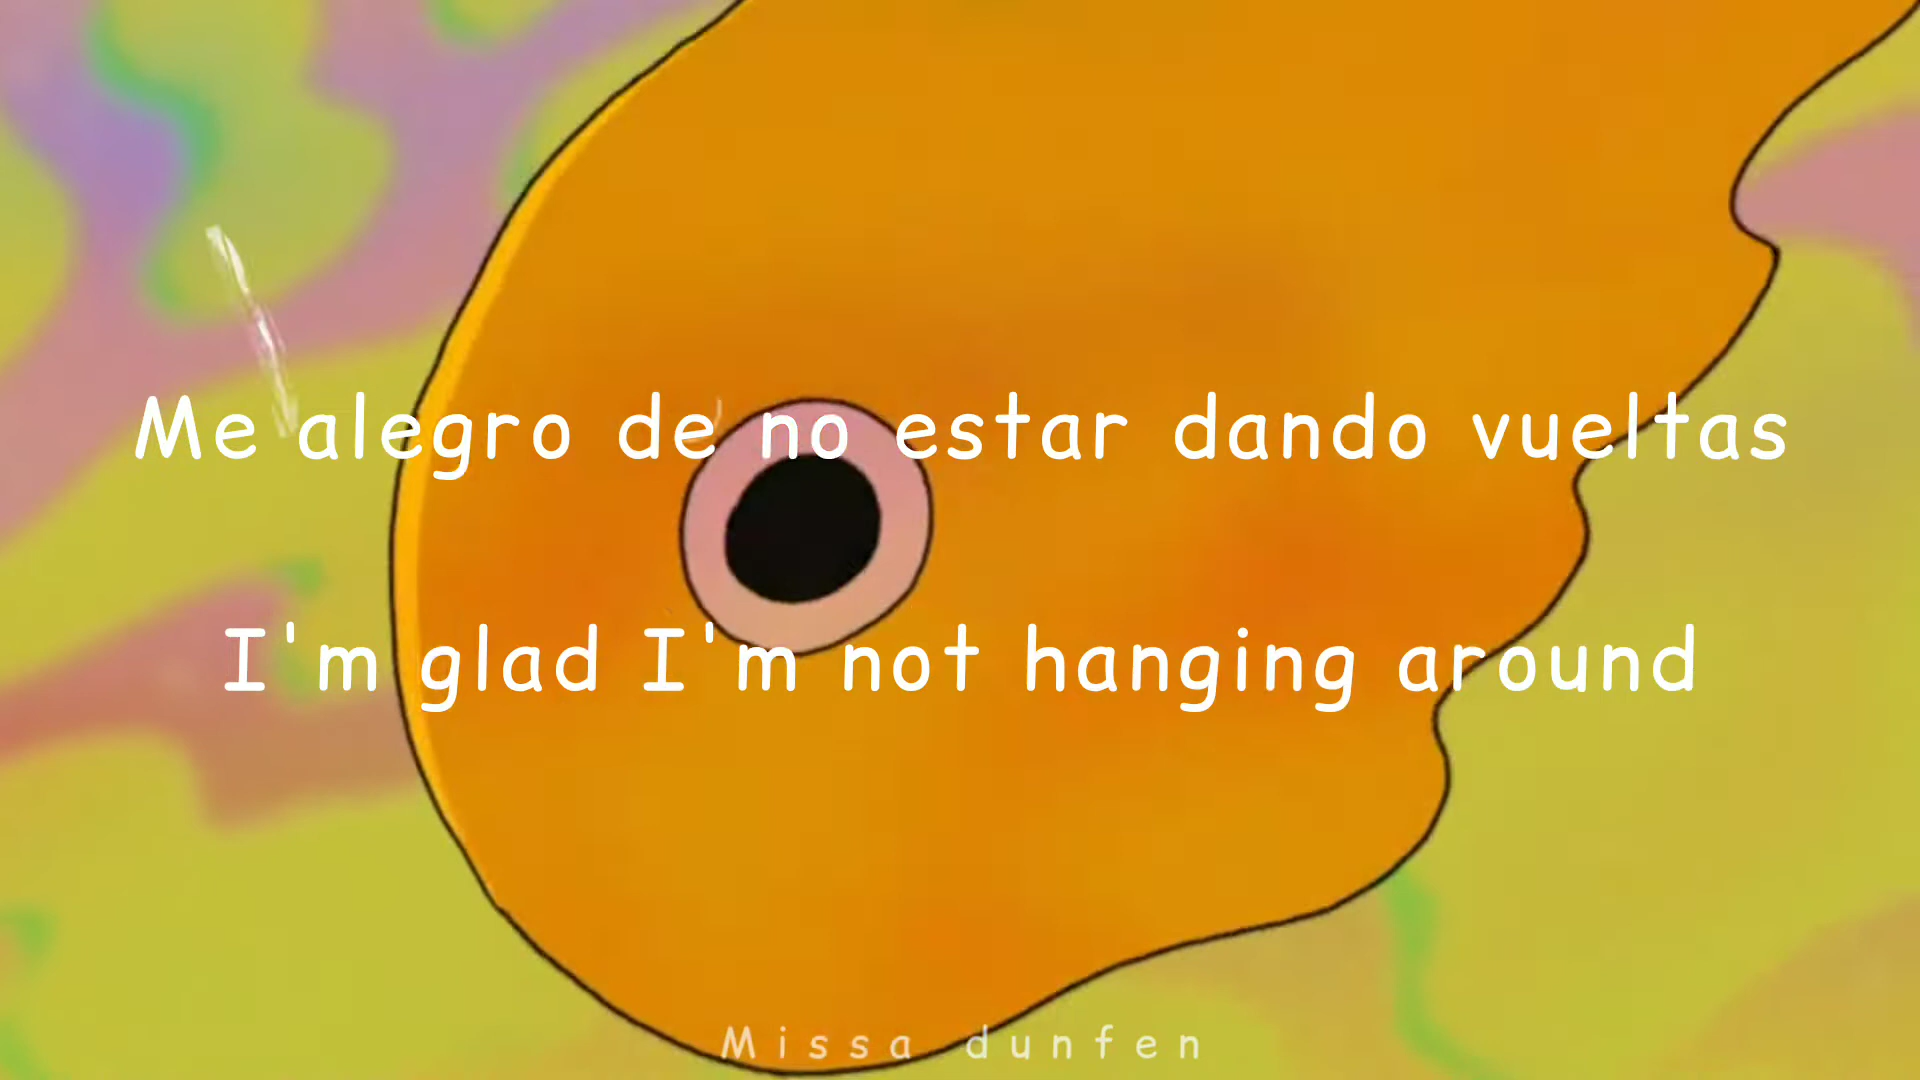 Me alegro de no estar dando vueltas
I'm glad I'm not hanging around
Missa dunfen